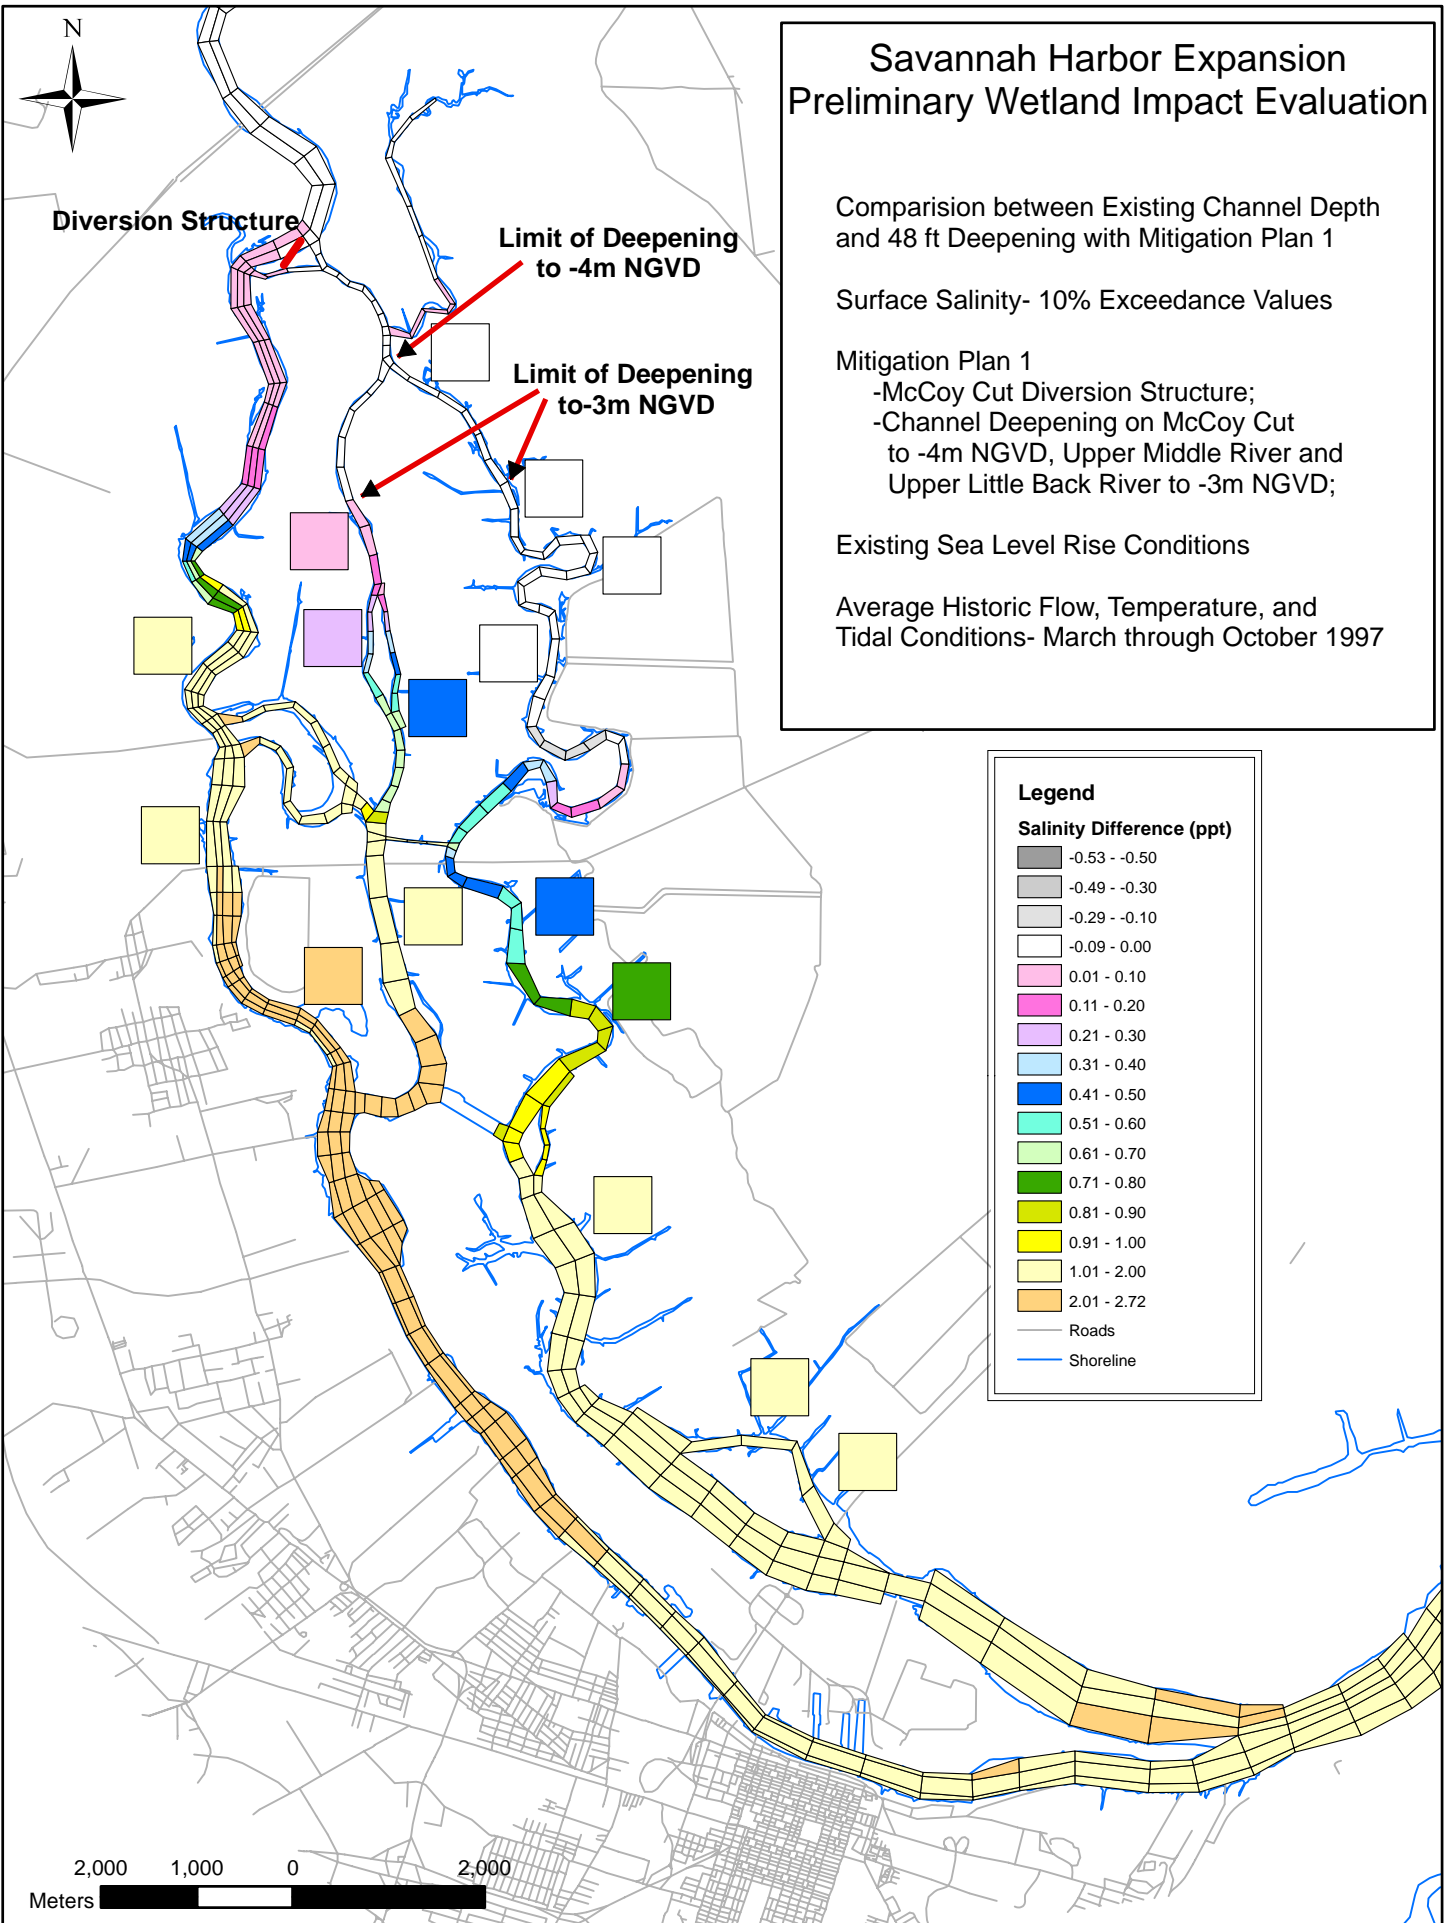 N
Savannah Harbor Expansion
Preliminary Wetland Impact Evaluation
Comparision between Existing Channel Depth
and 48 ft Deepening with Mitigation Plan 1
Surface Salinity- 10% Exceedance Values
Mitigation Plan 1
-McCoy Cut Diversion Structure;
-Channel Deepening on McCoy Cut
to -4m NGVD, Upper Middle River and
Upper Little Back River to -3m NGVD;
Existing Sea Level Rise Conditions
Average Historic Flow, Temperature, and
Tidal Conditions- March through October 1997
Diversion Structure
Limit of Deepening
to -4m NGVD
Limit of Deepening
to-3m NGVD
Legend
Salinity Difference (ppt)
-0.53 - -0.50
-0.49 - -0.30
-0.29 - -0.10
-0.09 - 0.00
0.01 - 0.10
0.11 - 0.20
0.21 - 0.30
0.31 - 0.40
0.41 - 0.50
0.51 - 0.60
0.61 - 0.70
0.71 - 0.80
0.81 - 0.90
0.91 - 1.00
1.01 - 2.00
2.01 - 2.72
Roads
Shoreline
2,000 1,000 0 2,000
Meters